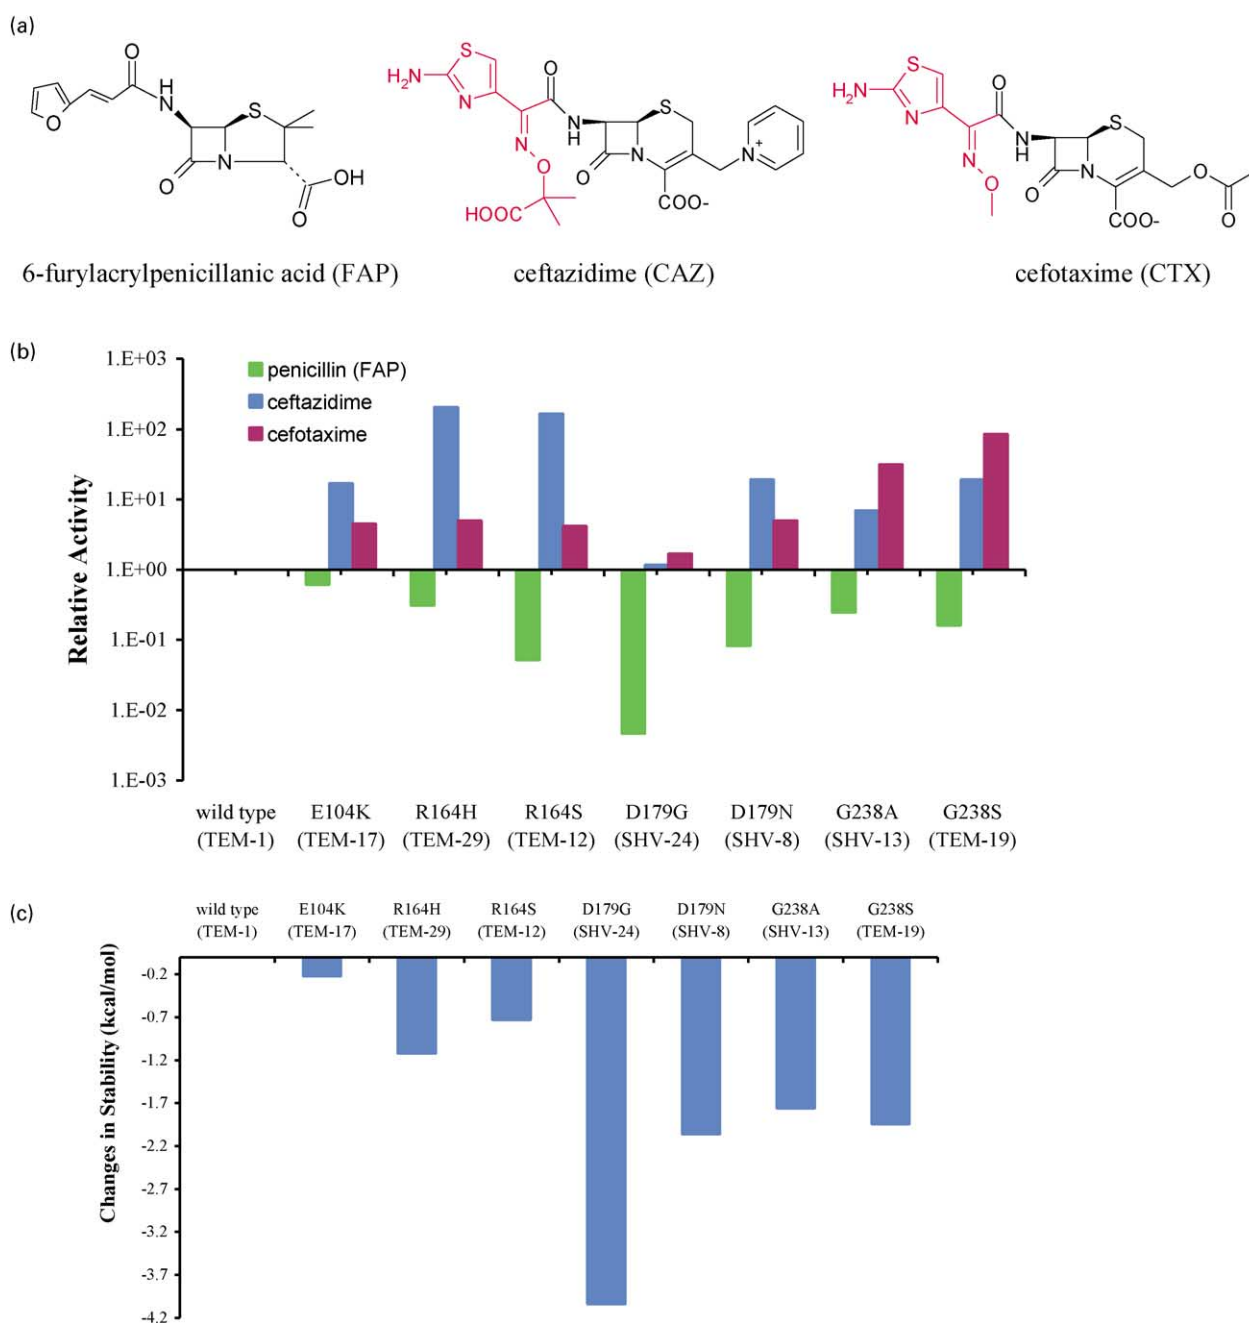 (a)
O
H
N
S
O
O
N
OH
O
S
H₂N
N
O
N
H
S
N
O
O
N
N
+
HOOC
COO-
S
H₂N
N
O
N
H
S
N
O
O
N
O
O
COO-
6-furylacrylpenicillanic acid (FAP)
ceftazidime (CAZ)
cefotaxime (CTX)
(b)
penicillin (FAP)
ceftazidime
cefotaxime
Relative Activity
1.E+03
1.E+02
1.E+01
1.E+00
1.E-01
1.E-02
1.E-03
wild type E104K R164H R164S D179G D179N G238A G238S
(TEM-1) (TEM-17) (TEM-29) (TEM-12) (SHV-24) (SHV-8) (SHV-13) (TEM-19)
(c)
wild type E104K R164H R164S D179G D179N G238A G238S
(TEM-1) (TEM-17) (TEM-29) (TEM-12) (SHV-24) (SHV-8) (SHV-13) (TEM-19)
Changes in Stability (kcal/mol)
-0.2
-0.7
-1.2
-1.7
-2.2
-2.7
-3.2
-3.7
-4.2